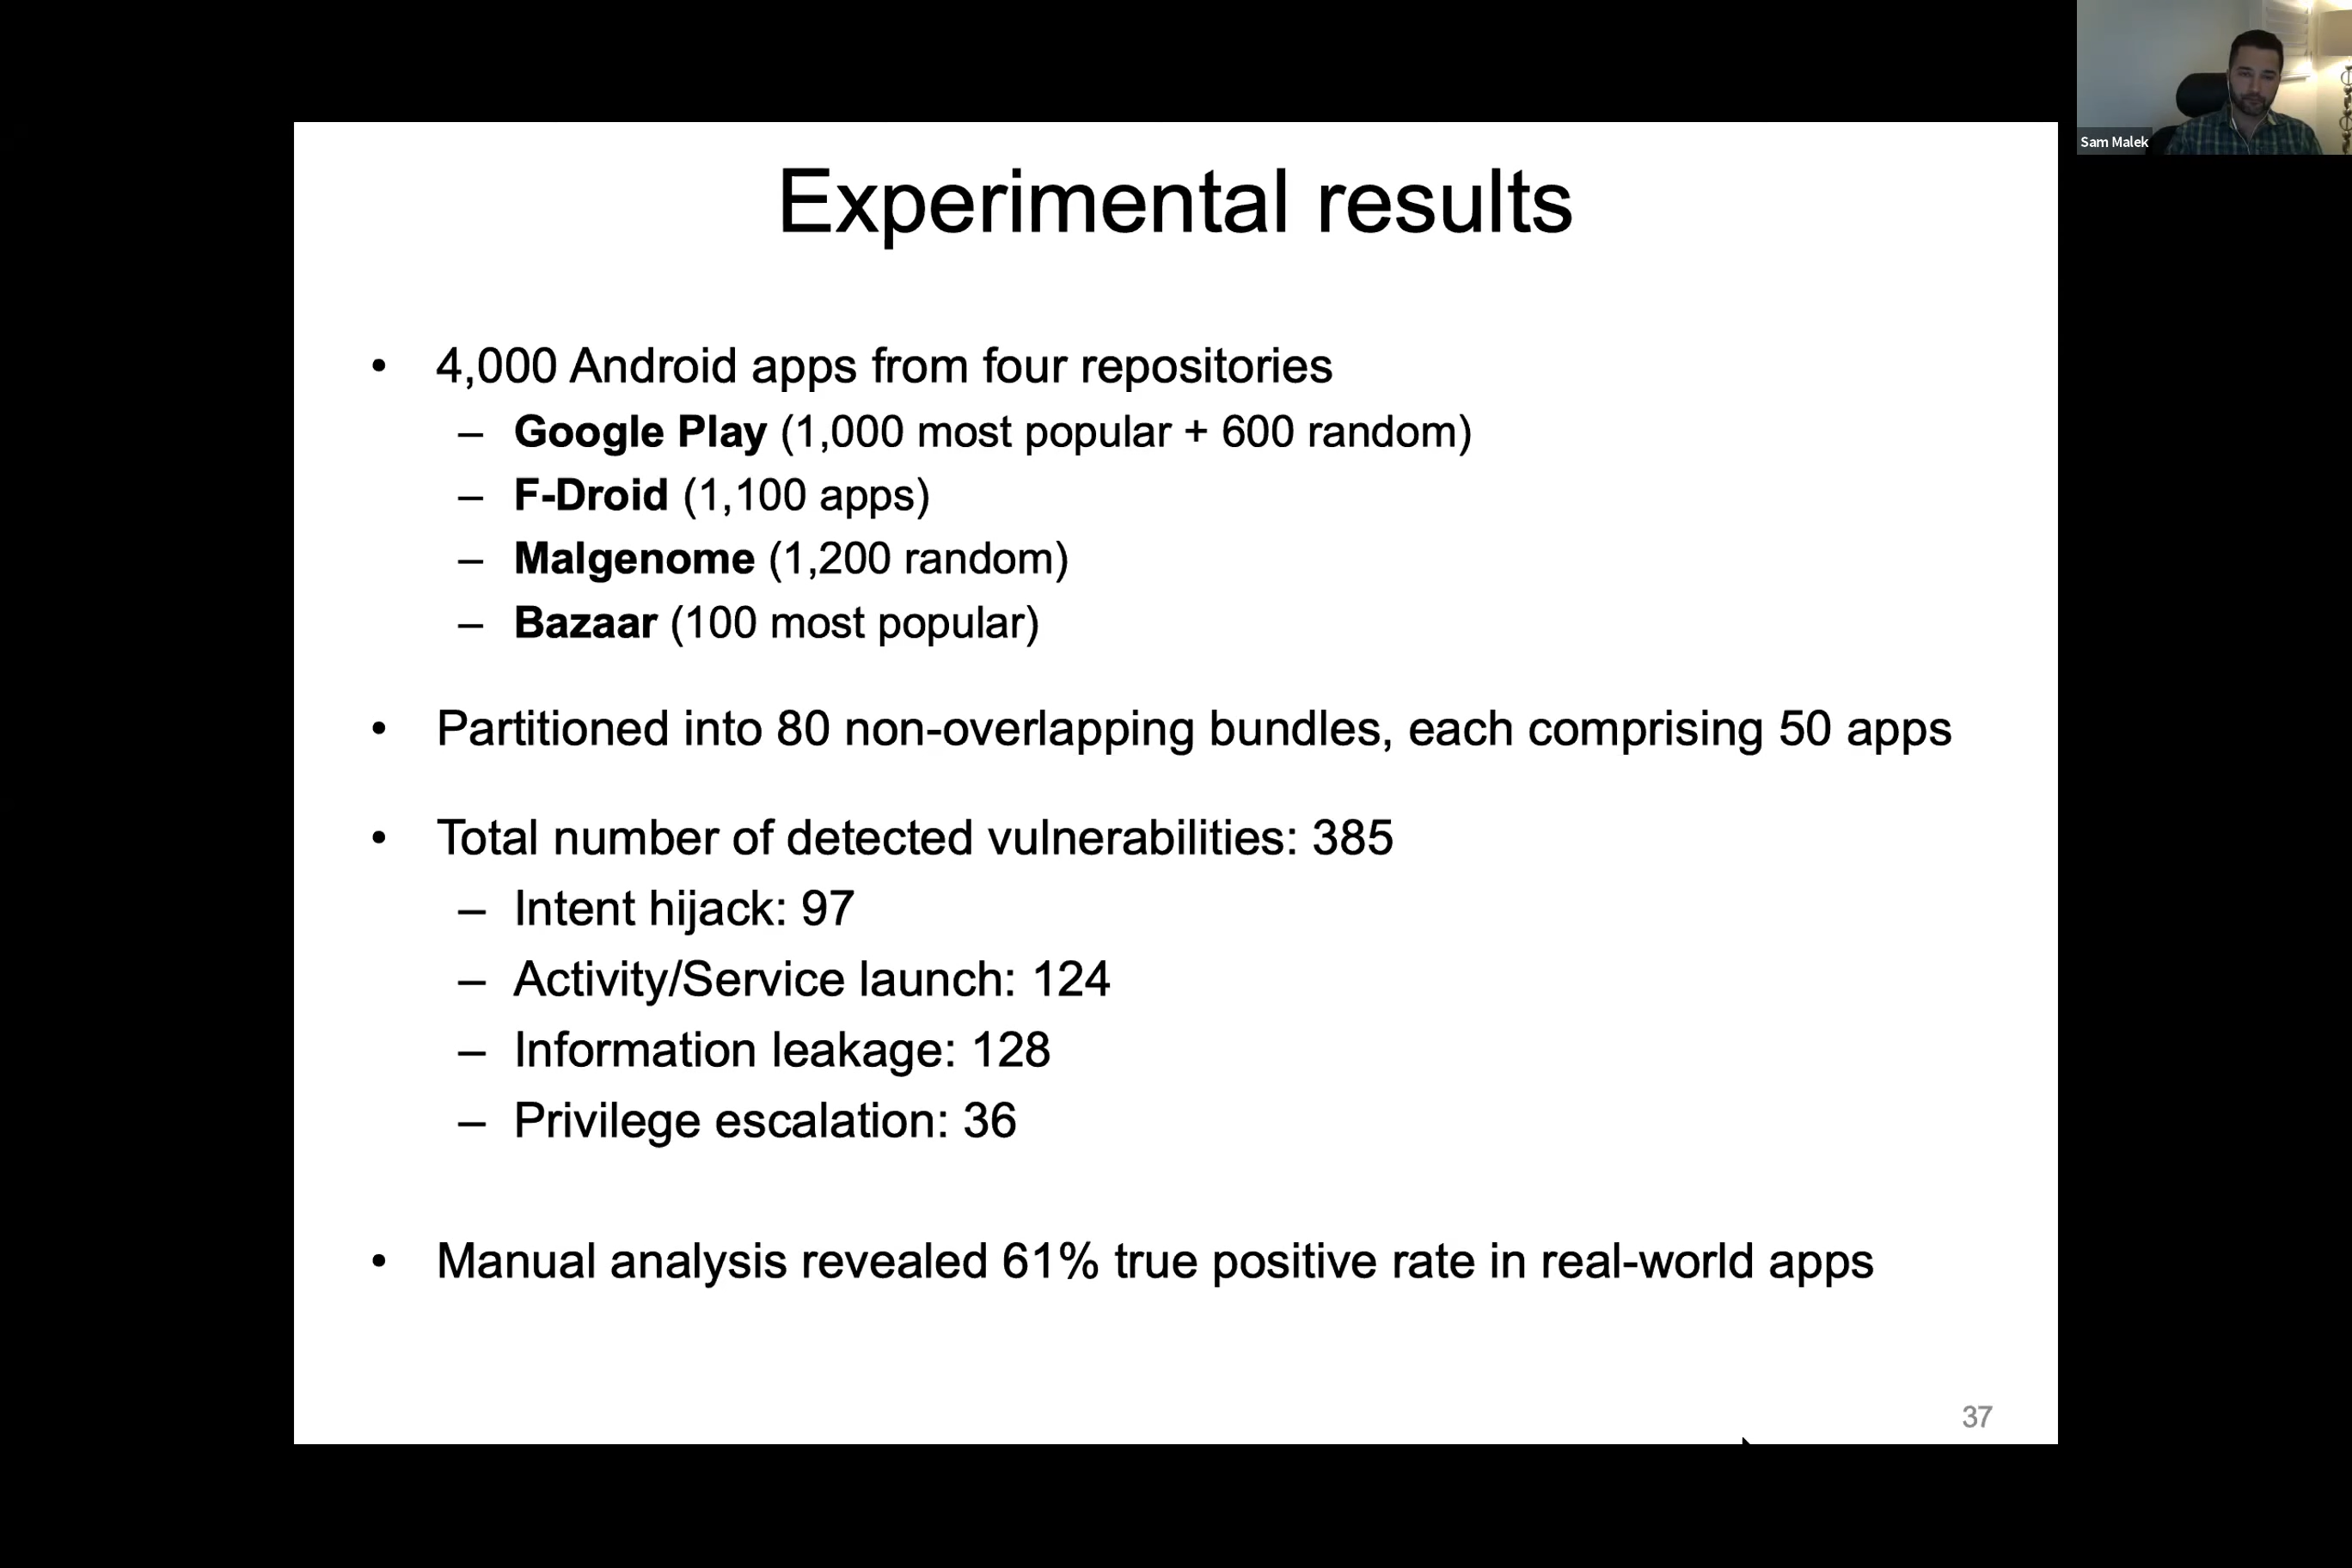 Sam Malek
Experimental results
• 4,000 Android apps from four repositories
– Google Play (1,000 most popular + 600 random)
– F-Droid (1,100 apps)
– Malgenome (1,200 random)
– Bazaar (100 most popular)
• Partitioned into 80 non-overlapping bundles, each comprising 50 apps
• Total number of detected vulnerabilities: 385
– Intent hijack: 97
– Activity/Service launch: 124
– Information leakage: 128
– Privilege escalation: 36
• Manual analysis revealed 61% true positive rate in real-world apps
37